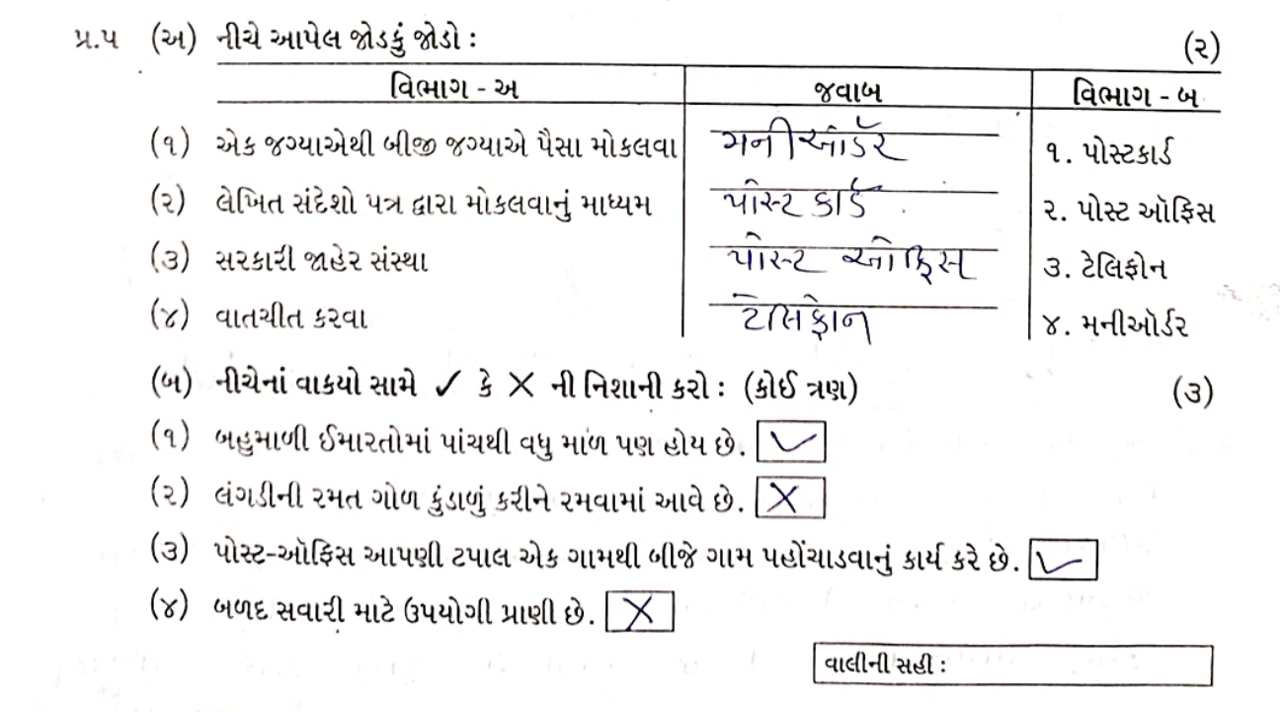 પ્ર.૫ (અ) નીચે આપેલ જોડકું જોડો : (૨)
વિભાગ - અ જવાબ વિભાગ - બ
(૧) એક જગ્યાએથી બીજી જગ્યાએ પૈસા મોકલવા મનીઓર્ડર ૧. પોસ્ટકાર્ડ
(૨) લેખિત સંદેશો પત્ર દ્વારા મોકલવાનું માધ્યમ પોસ્ટ કાર્ડ ૨. પોસ્ટ ઑફિસ
(૩) સરકારી જાહેર સંસ્થા પોસ્ટ ઓફિસ ૩. ટેલિફોન
(૪) વાતચીત કરવા ટેલિફોન ૪. મનીઑર્ડર
(બ) નીચેનાં વાક્યો સામે ✓ કે X ની નિશાની કરો : (કોઈ ત્રણ) (૩)
(૧) બહુમાળી ઈમારતોમાં પાંચથી વધુ માળ પણ હોય છે. ✓
(૨) લંગડીની રમત ગોળ કુંડાળું કરીને રમવામાં આવે છે. X
(૩) પોસ્ટ-ઑફિસ આપણી ટપાલ એક ગામથી બીજે ગામ પહોંચાડવાનું કાર્ય કરે છે. ✓
(૪) બળદ સવારી માટે ઉપયોગી પ્રાણી છે. X
વાલીની સહી :